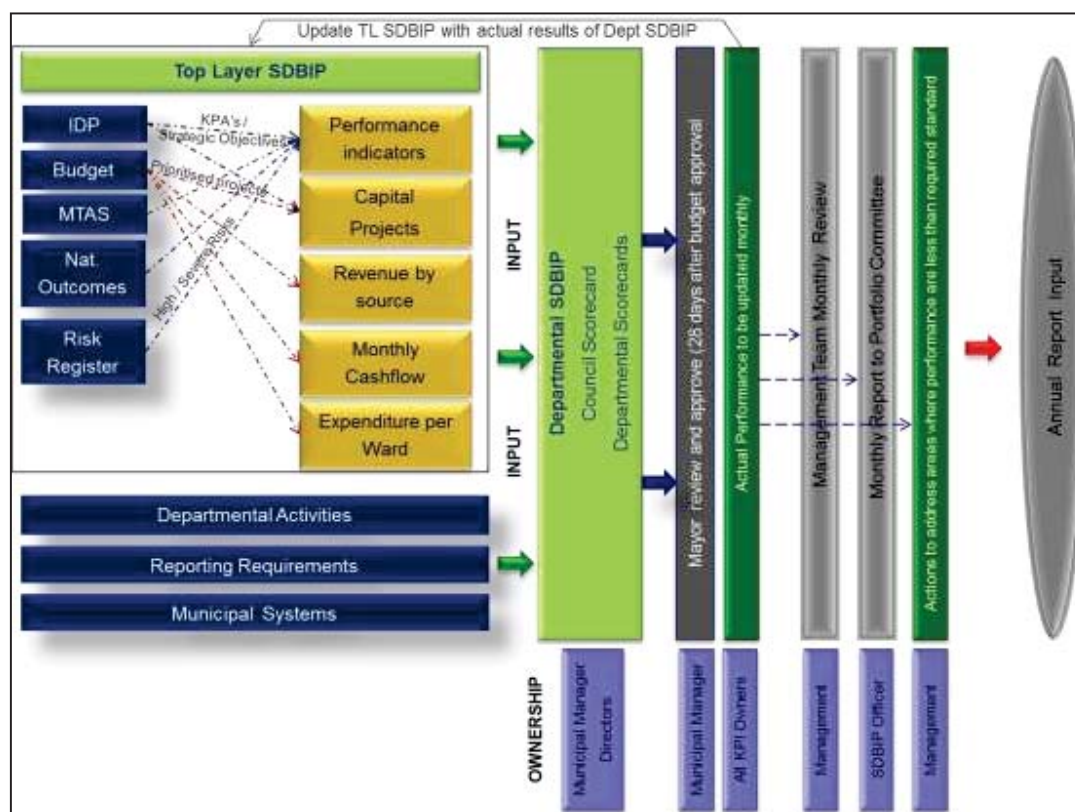 Update TL SDBIP with actual results of Dept SDBIP
Top Layer SDBIP
IDP
Budget
MTAS
Nat.
Outcomes
Risk
Register
KPA's /
Strategic Objectives
Prioritised projects
High / Severe Risks
Performance
indicators
Capital
Projects
Revenue by
source
Monthly
Cashflow
Expenditure per
Ward
Departmental Activities
Reporting Requirements
Municipal Systems
INPUT
INPUT
Departmental SDBIP
Council Scorecard
Departmental Scorecards
Mayor review and approve (28 days after budget approval
Actual Performance to be updated monthly
Management Team Monthly Review
Monthly Report to Portfolio Committee
Actions to address areas where performance are less than required standard
Annual Report Input
OWNERSHIP
Municipal Manager
Directors
Municipal Manager
All KPI Owners
Management
SDBIP Officer
Management